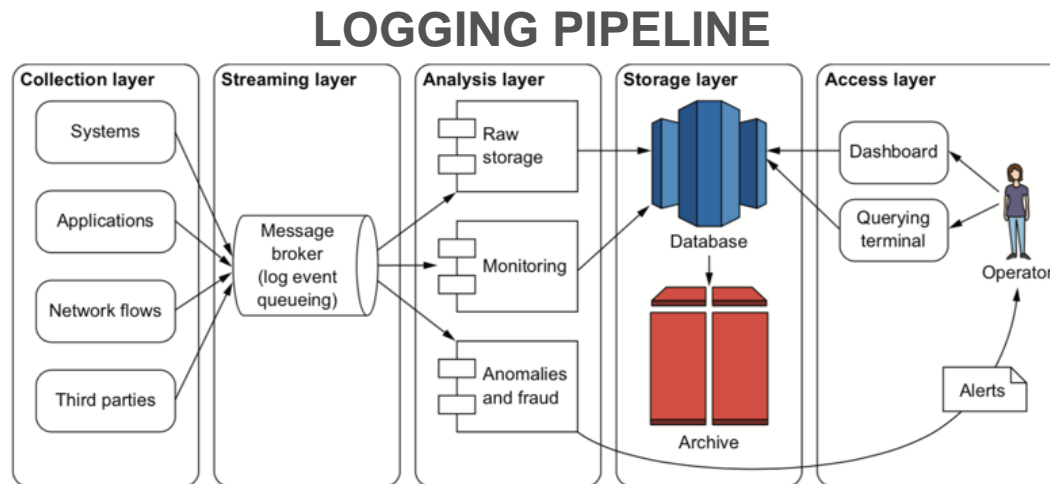 LOGGING PIPELINE
Collection layer
Systems
Applications
Network flows
Third parties
Streaming layer
Message
broker
(log event
queueing)
Analysis layer
Raw
storage
Monitoring
Anomalies
and fraud
Storage layer
Database
Archive
Access layer
Dashboard
Querying
terminal
Operator
Alerts